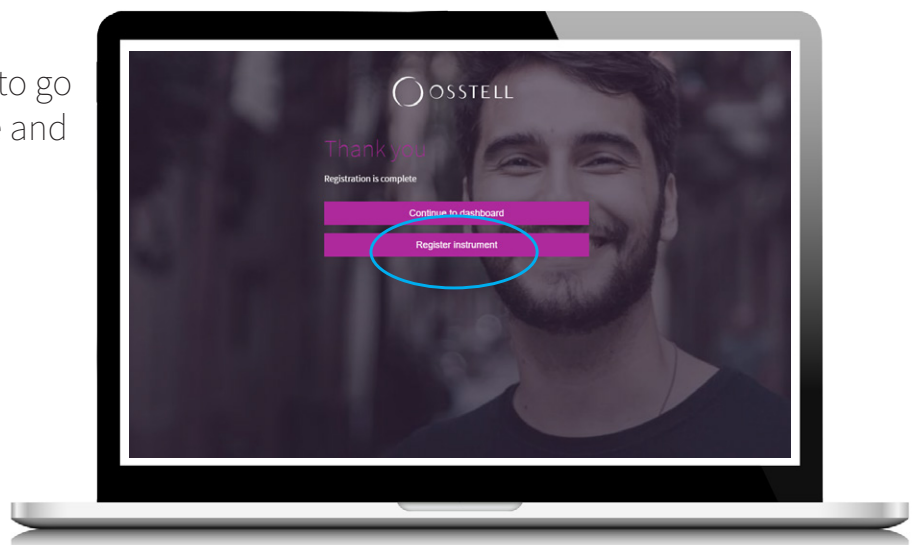 to go
and
OSSTELL
Thank you
Registration is complete
Continue to dashboard
Register instrument